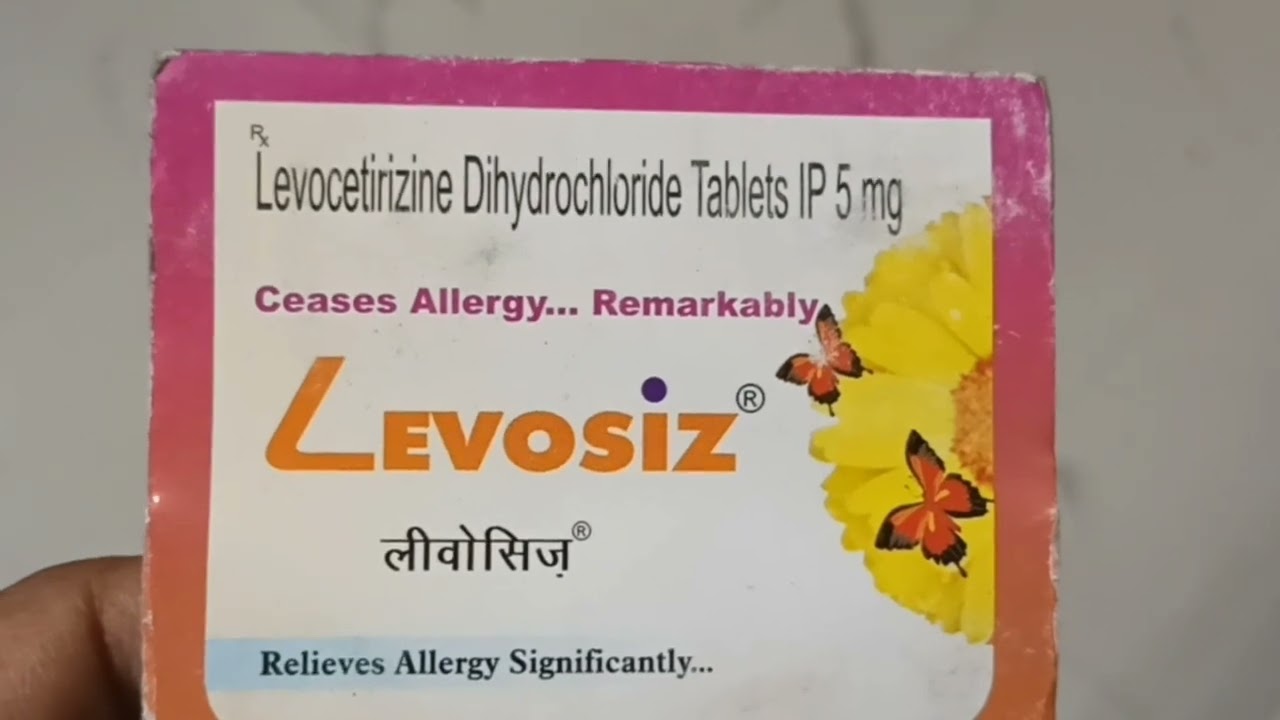 Rx
Levocetirizine Dihydrochloride Tablets IP 5 mg
Ceases Allergy... Remarkably
LEVOSIZ®
लीवोसिज़®
Relieves Allergy Significantly...